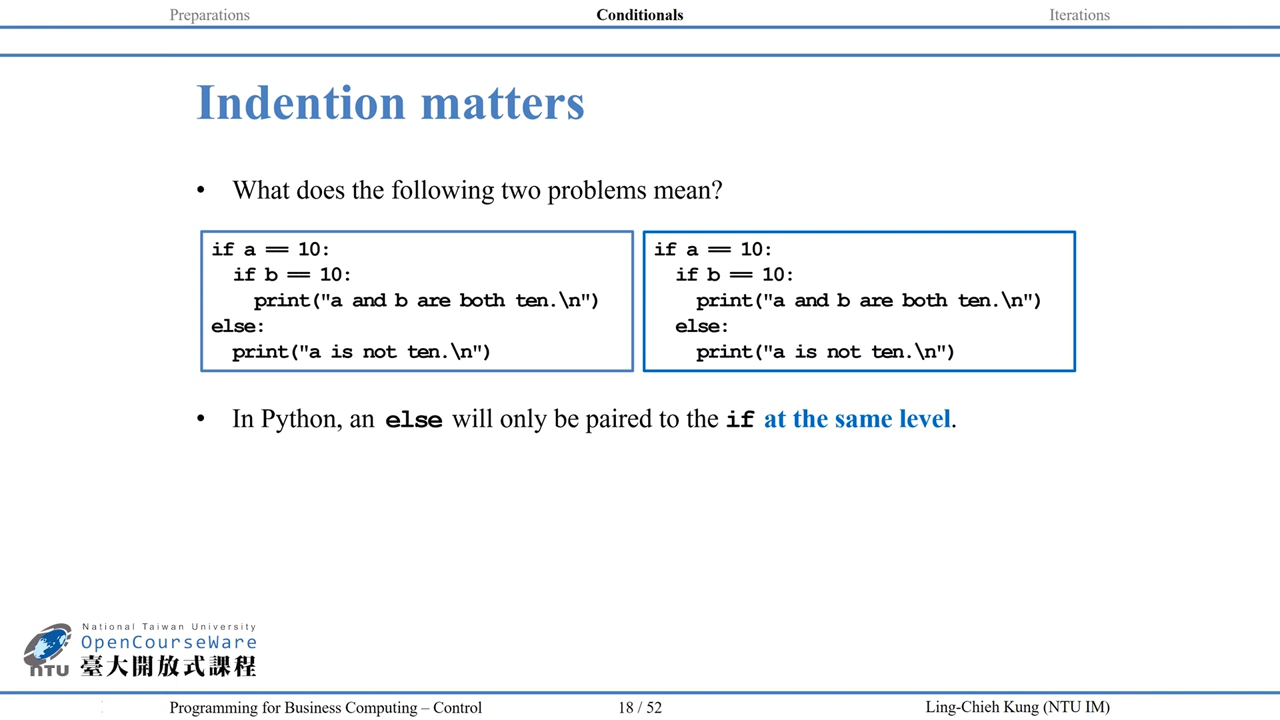 Preparations Conditionals Iterations
Indention matters
• What does the following two problems mean?
if a == 10:
  if b == 10:
    print("a and b are both ten.\n")
else:
  print("a is not ten.\n")
if a == 10:
  if b == 10:
    print("a and b are both ten.\n")
  else:
    print("a is not ten.\n")
• In Python, an else will only be paired to the if at the same level.
National Taiwan University
OpenCourseWare
NTU 臺大開放式課程
Programming for Business Computing – Control 18 / 52 Ling-Chieh Kung (NTU IM)